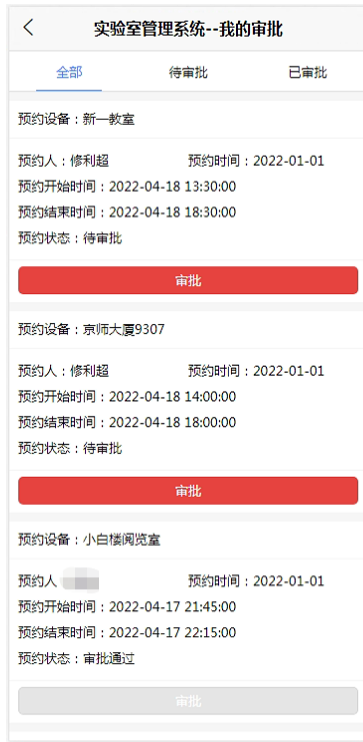 实验室管理系统--我的审批
全部 待审批 已审批
预约设备：新一教室
预约人：修利超 预约时间：2022-01-01
预约开始时间：2022-04-18 13:30:00
预约结束时间：2022-04-18 18:30:00
预约状态：待审批
审批
预约设备：京师大厦9307
预约人：修利超 预约时间：2022-01-01
预约开始时间：2022-04-18 14:00:00
预约结束时间：2022-04-18 18:00:00
预约状态：待审批
审批
预约设备：小白楼阅览室
预约人 预约时间：2022-01-01
预约开始时间：2022-04-17 21:45:00
预约结束时间：2022-04-17 22:15:00
预约状态：审批通过
审批